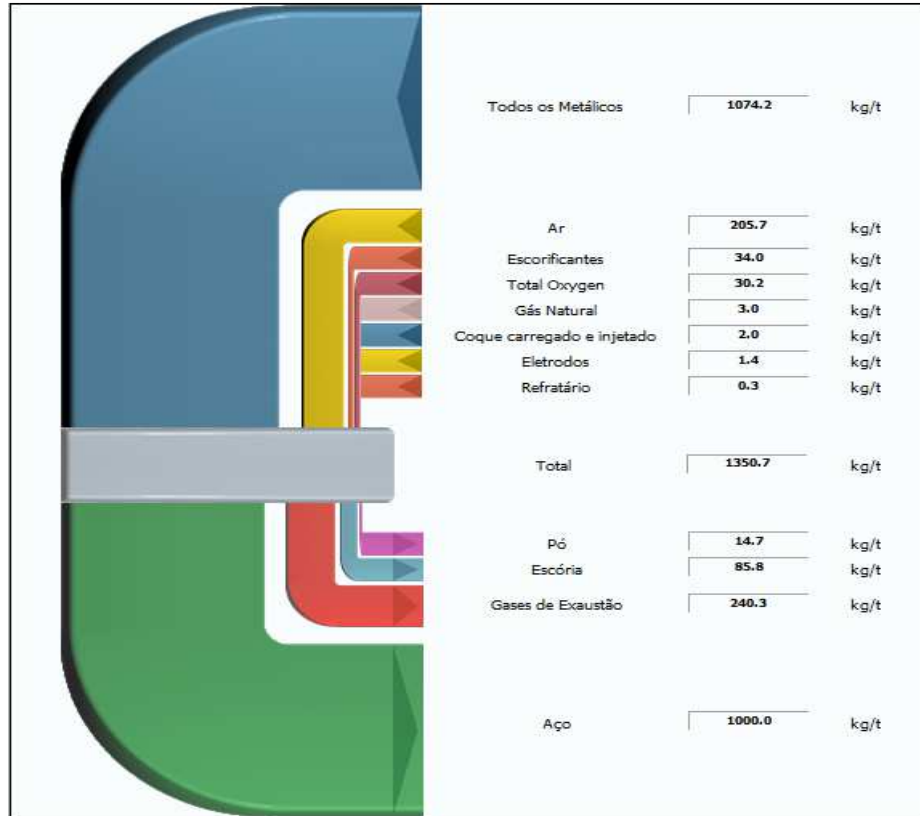 Todos os Metálicos 1074.2 kg/t
Ar 205.7 kg/t
Escorificantes 34.0 kg/t
Total Oxygen 30.2 kg/t
Gás Natural 3.0 kg/t
Coque carregado e injetado 2.0 kg/t
Eletrodos 1.4 kg/t
Refratário 0.3 kg/t
Total 1350.7 kg/t
Pó 14.7 kg/t
Escória 85.8 kg/t
Gases de Exaustão 240.3 kg/t
Aço 1000.0 kg/t